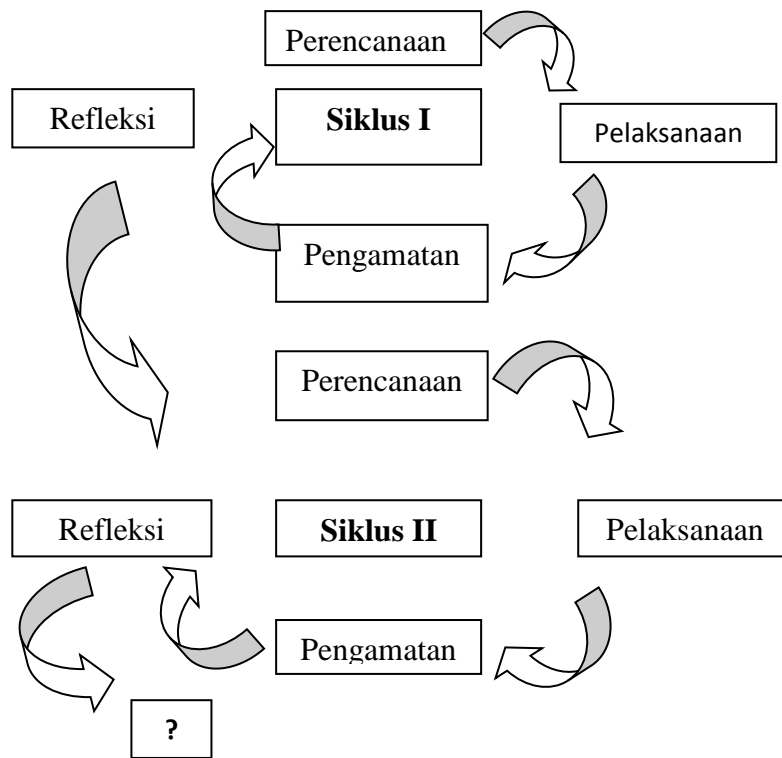 Perencanaan
Refleksi
Siklus I
Pelaksanaan
Pengamatan
Perencanaan
Refleksi
Siklus II
Pelaksanaan
Pengamatan
?